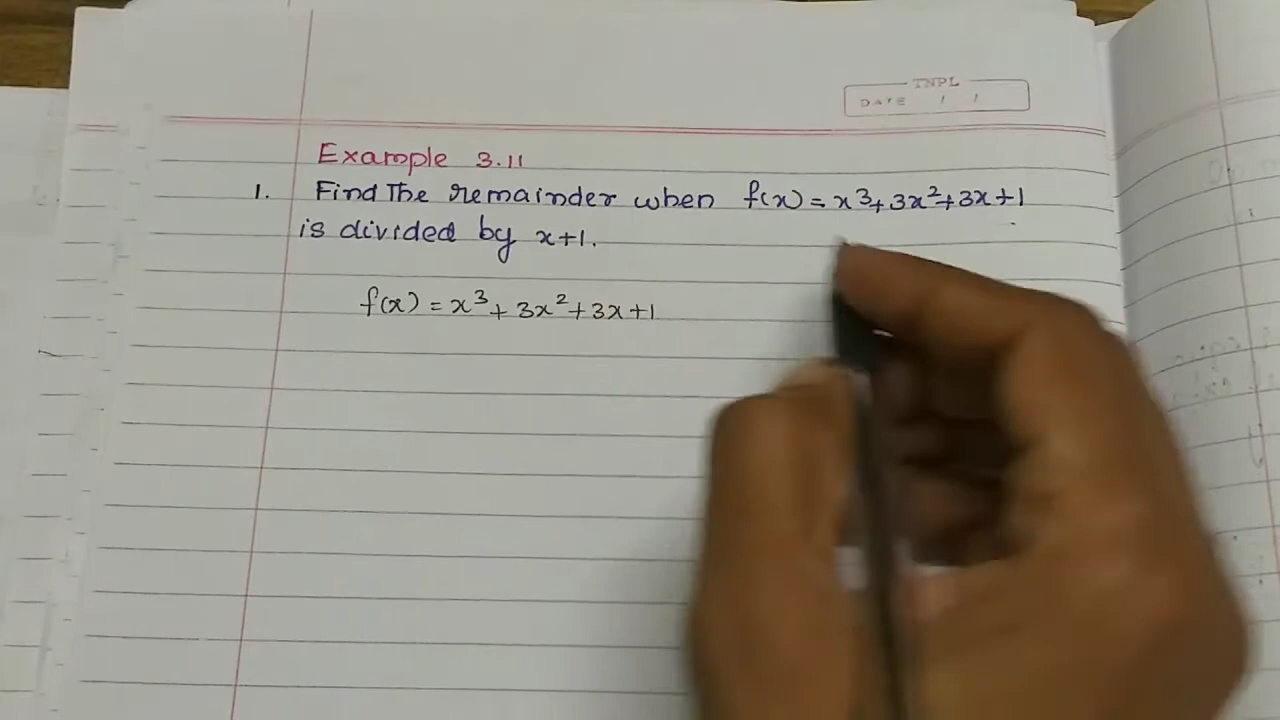 TNPL
DATE / /
Example 3.11
1. Find The remainder when f(x) = x³+3x²+3x+1
is divided by x+1.
f(x) = x³+3x²+3x+1